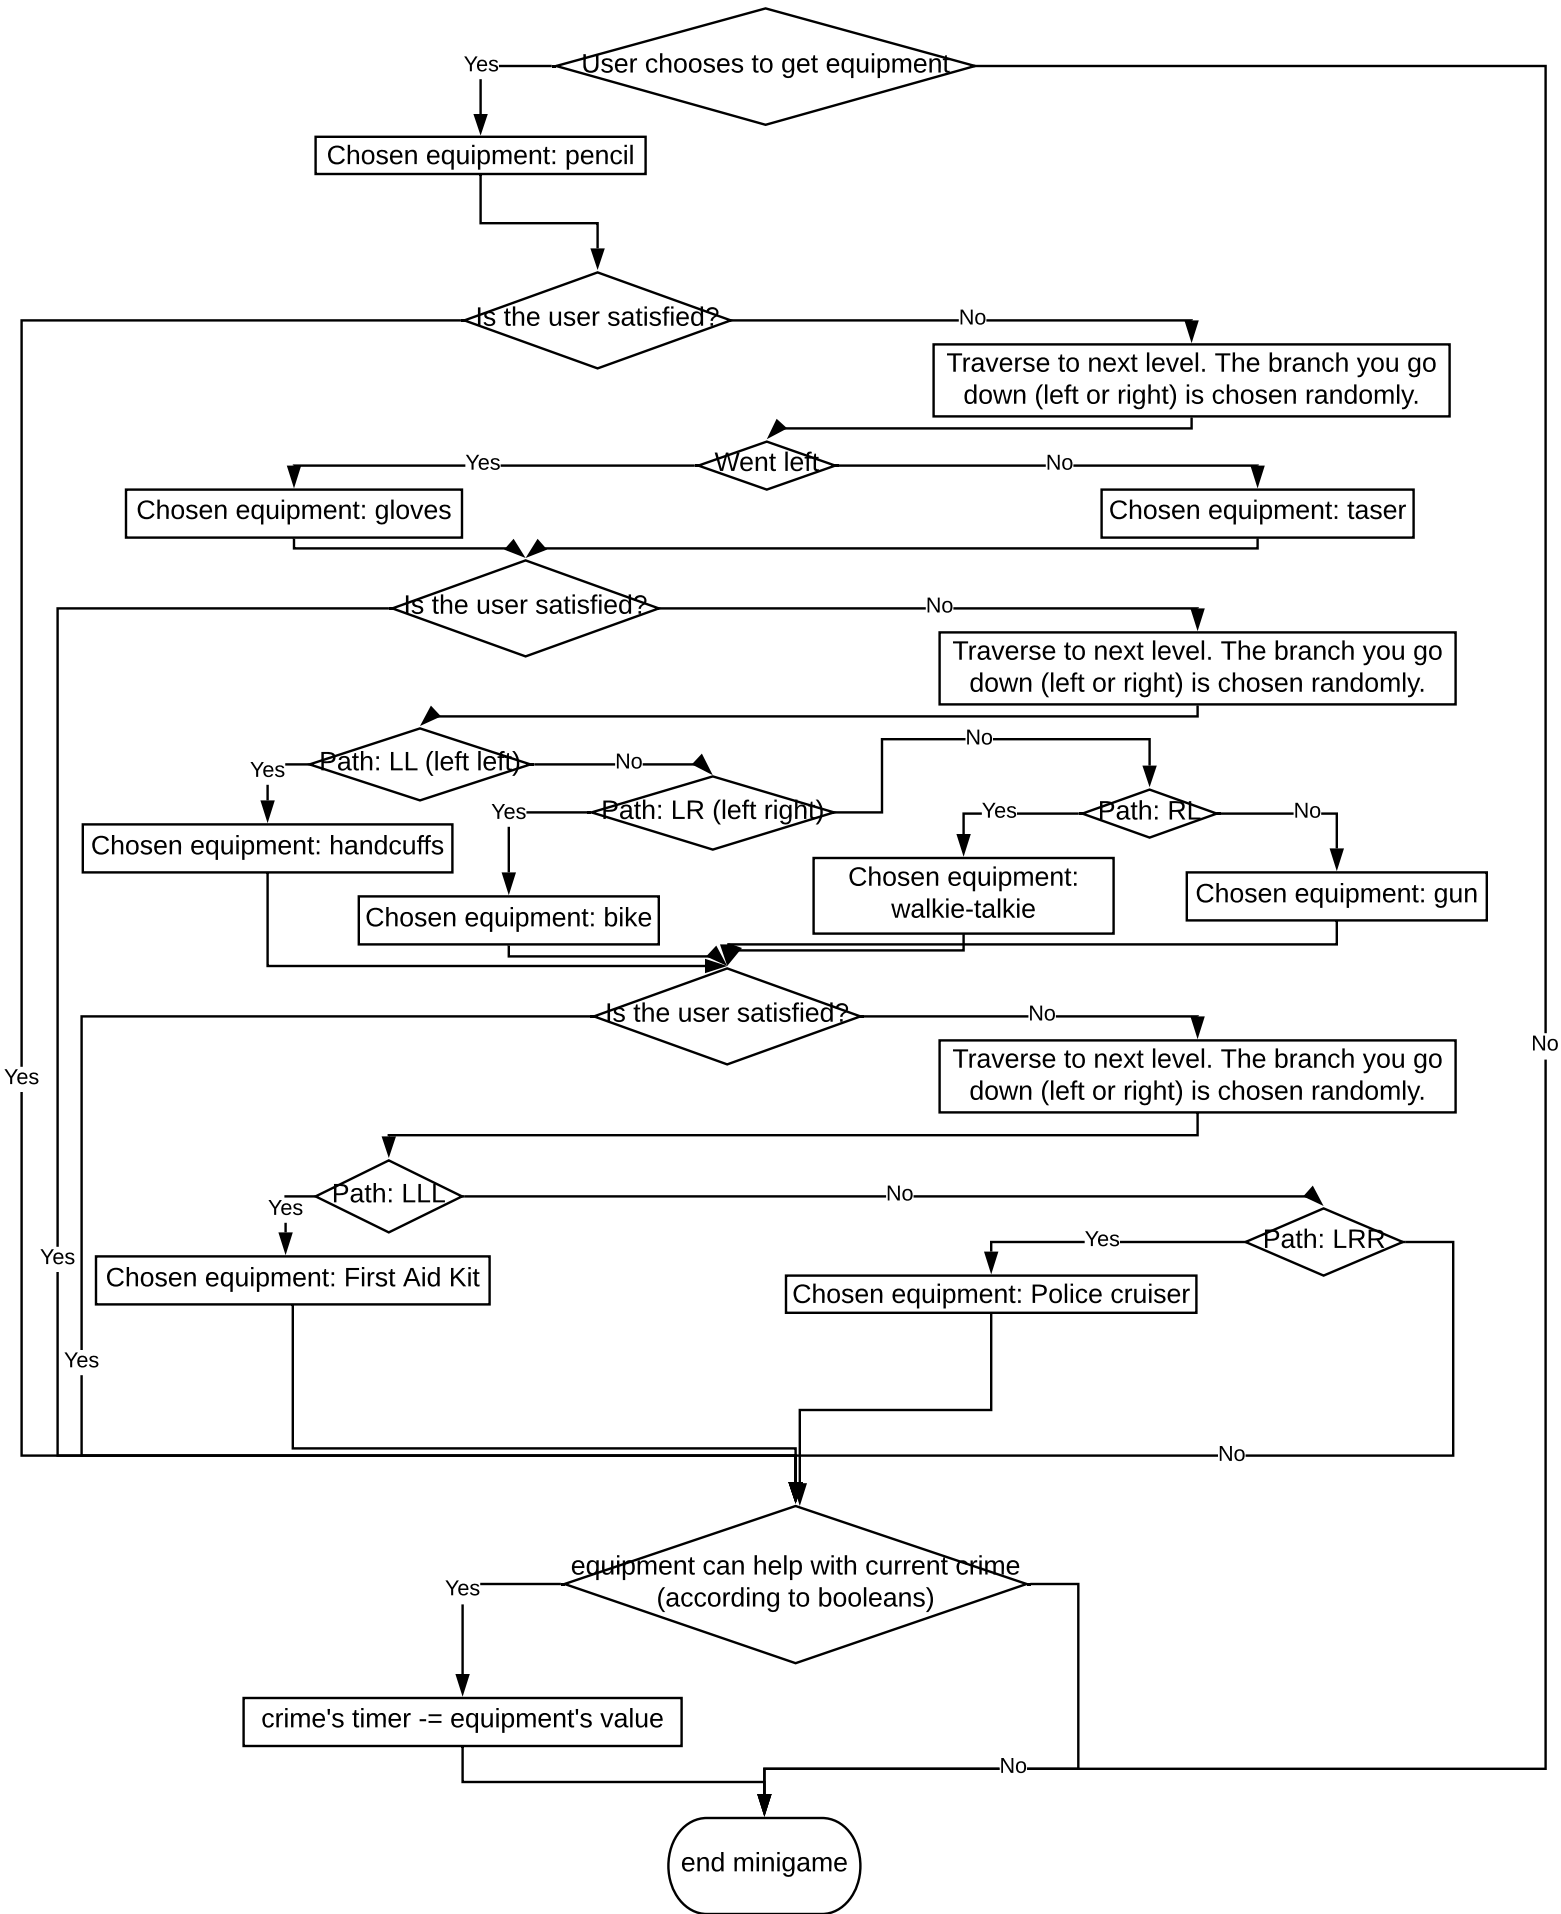 User chooses to get equipment
Yes
Chosen equipment: pencil
Is the user satisfied?
No
Traverse to next level. The branch you go
down (left or right) is chosen randomly.
Went left
Yes
No
Chosen equipment: gloves
Chosen equipment: taser
Is the user satisfied?
No
Traverse to next level. The branch you go
down (left or right) is chosen randomly.
Path: LL (left left)
Yes
No
Path: LR (left right)
Yes
No
Path: RL
Yes
No
Chosen equipment: handcuffs
Chosen equipment: bike
Chosen equipment:
walkie-talkie
Chosen equipment: gun
Is the user satisfied?
No
Traverse to next level. The branch you go
down (left or right) is chosen randomly.
No
Yes
Path: LLL
Yes
No
Path: LRR
Yes
Yes
Chosen equipment: First Aid Kit
Chosen equipment: Police cruiser
Yes
No
equipment can help with current crime
(according to booleans)
Yes
crime's timer -= equipment's value
No
end minigame